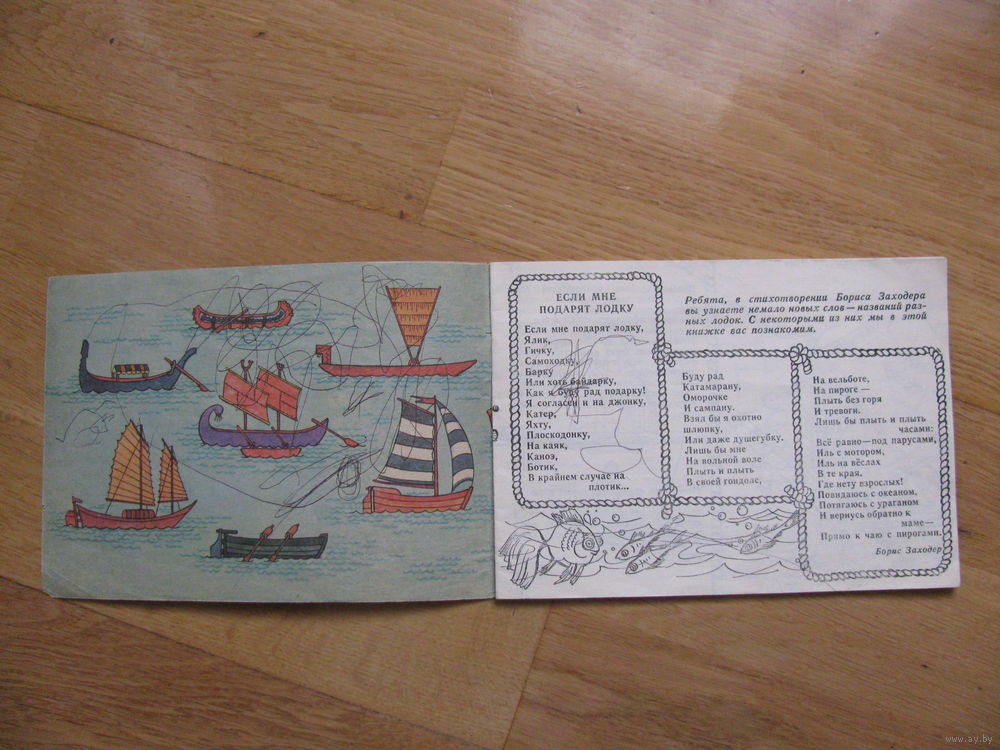 ЕСЛИ МНЕ
ПОДАРЯТ ЛОДКУ
Если мне подарят лодку,
Ялик,
Гичку,
Самоходку,
Барку
Или хоть байдарку,
Как я буду рад подарку!
Я согласен и на джонку,
Катер,
Яхту,
Плоскодонку,
На каяк,
Каноэ,
Ботик,
В крайнем случае на
плотик...
Ребята, в стихотворении Бориса Заходера
вы узнаете немало новых слов — названий раз-
ных лодок. С некоторыми из них мы в этой
книжке вас познакомим.
Буду рад
Катамарану,
Оморочке
И сампану.
Взял бы я охотно
шлюпку,
Или даже душегубку,
Лишь бы мне
На вольной воле
Плыть и плыть
В своей гондоле,
На вельботе,
На пироге —
Плыть без горя
И тревоги.
Лишь бы плыть и плыть
часами:
Всё равно — под парусами,
Иль с мотором,
Иль на вёслах
В те края,
Где нету взрослых!
Повидаюсь с океаном,
Потягаюсь с ураганом
И вернусь обратно к
маме —
Прямо к чаю с пирогами.
Борис Заходер
www.ay.by